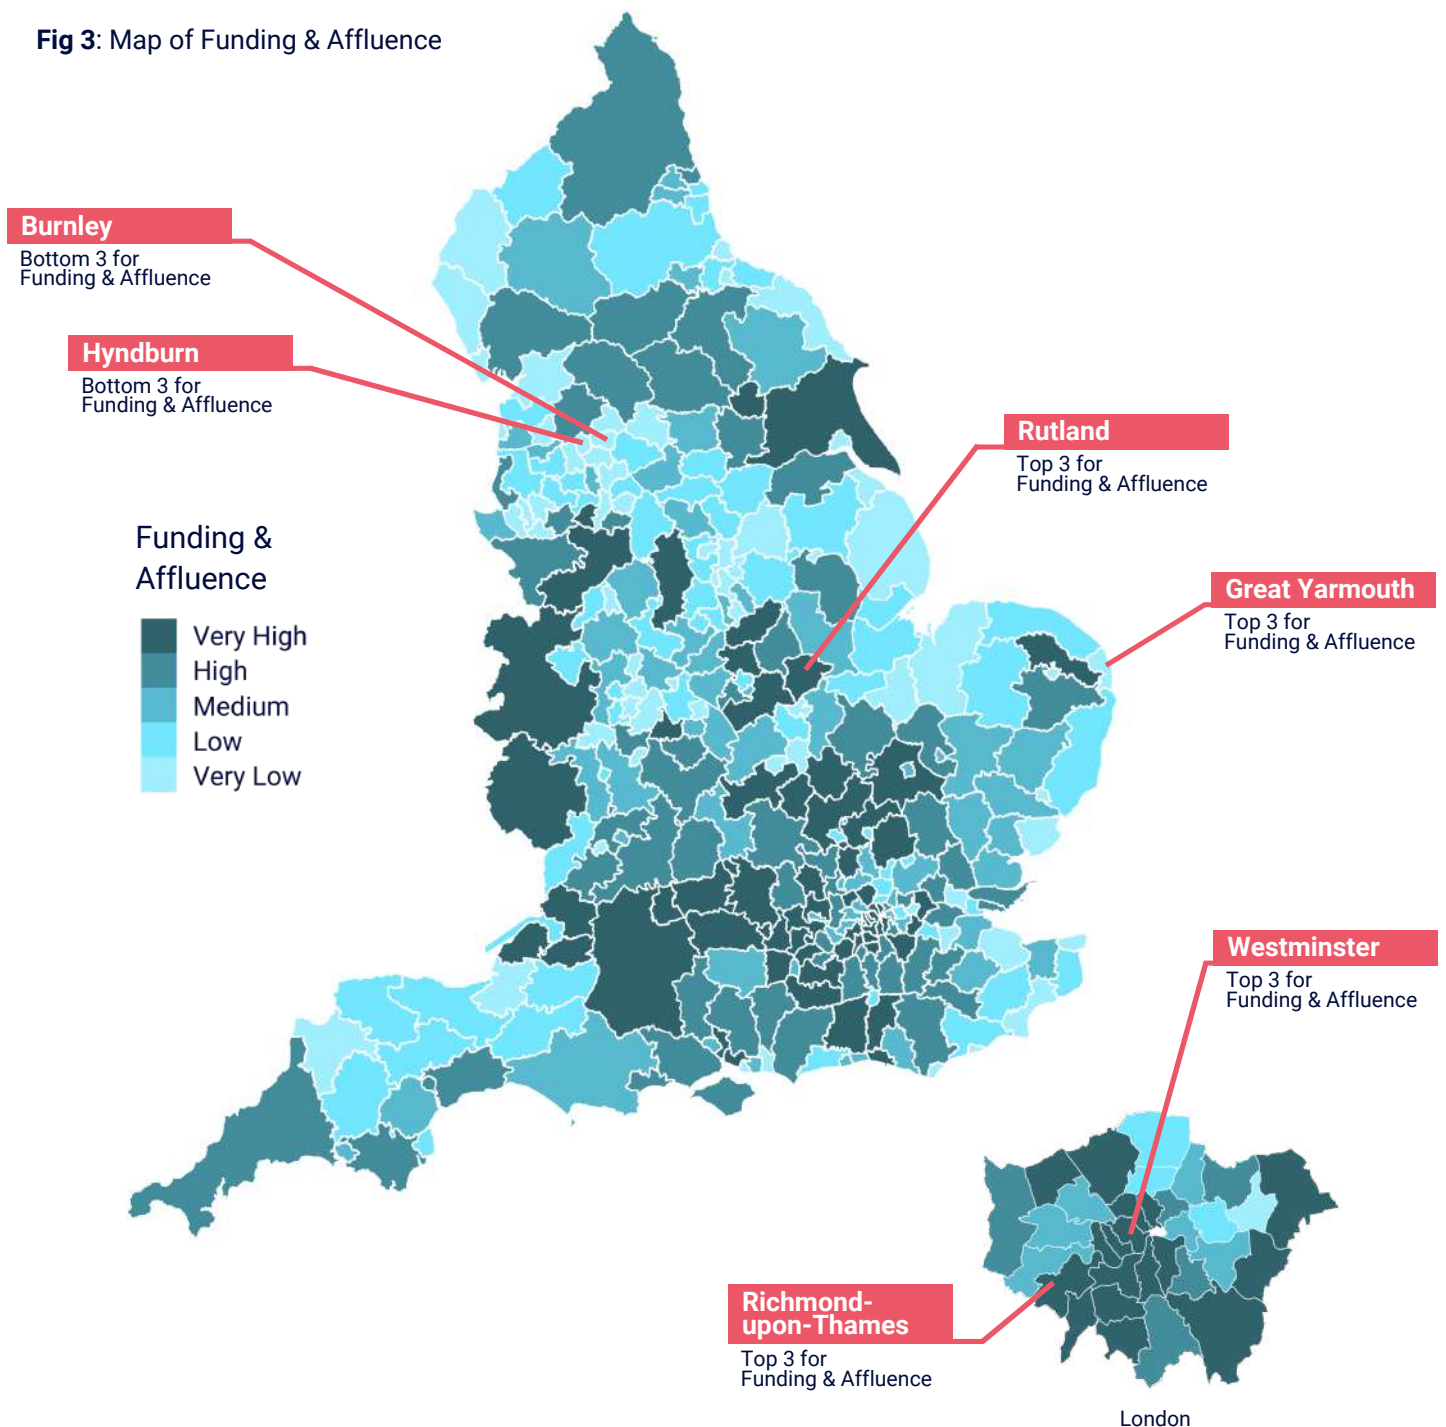 Fig 3: Map of Funding & Affluence
Burnley
Bottom 3 for
Funding & Affluence
Hyndburn
Bottom 3 for
Funding & Affluence
Rutland
Top 3 for
Funding & Affluence
Funding &
Affluence
Very High
High
Medium
Low
Very Low
Great Yarmouth
Top 3 for
Funding & Affluence
Westminster
Top 3 for
Funding & Affluence
Richmond-
upon-Thames
Top 3 for
Funding & Affluence
London